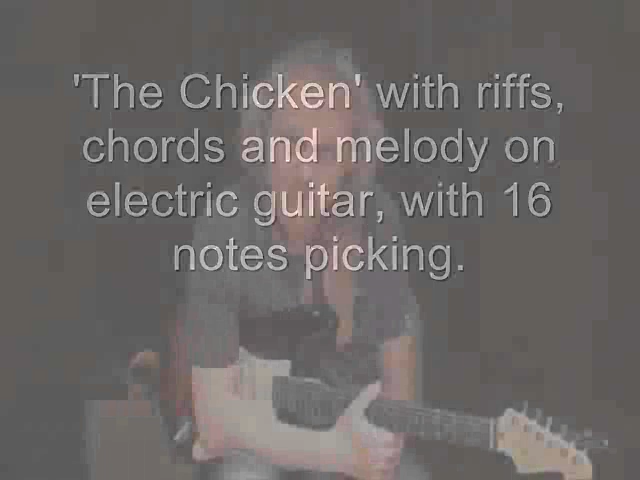 'The Chicken' with riffs,
chords and melody on
electric guitar, with 16
notes picking.